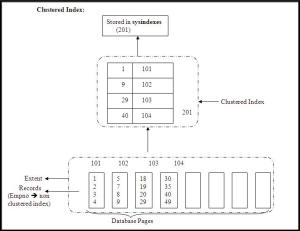 Clustered Index:
Stored in sysindexes
(201)
1 101
9 102
29 103
40 104
201
Clustered Index
101 102 103 104
Extent
Records
(Empno → non
clustered index)
1 5 18 30
2 7 19 35
3 8 20 40
4 9 29 49
Database Pages